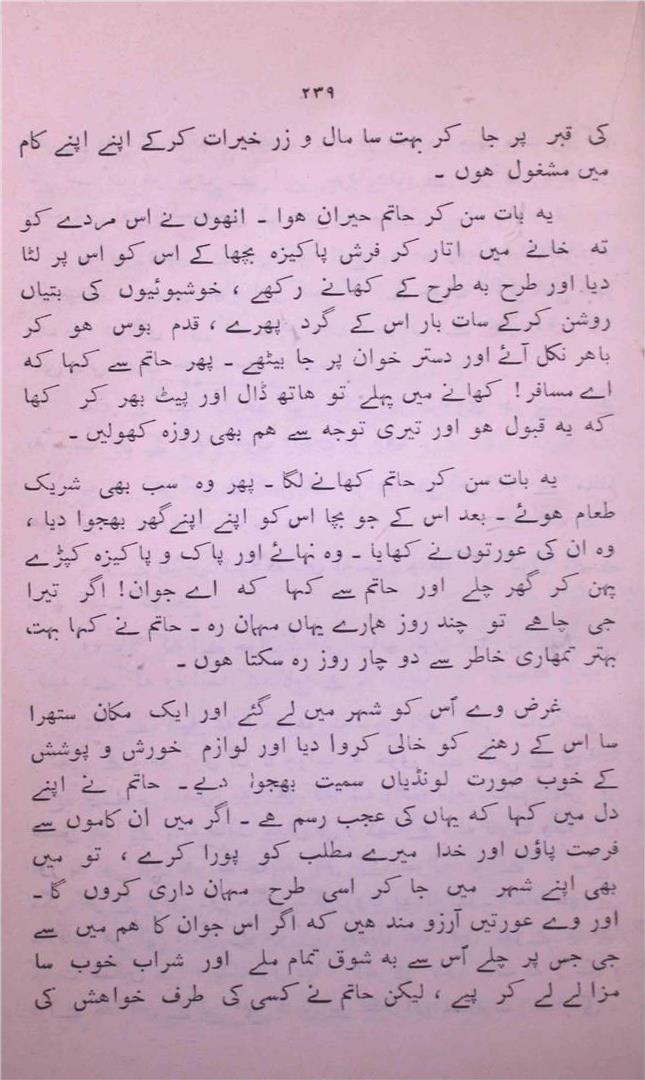 ۲۳۹
کی قبر پر جا کر بہت سا مال و زر خیرات کرکے اپنے اپنے کام
میں مشغول ہوں ۔
یہ بات سن کر حاتم حیران ہوا ۔ انھوں نے اس مردے کو
تہ خانے میں اتار کر فرش پاکیزہ بچھا کے اس کو اس پر لٹا
دیا اور طرح بہ طرح کے کھانے رکھے ، خوشبوئیوں کی بتیاں
روشن کرکے سات بار اس کے گرد پھرے ، قدم بوس ہو کر
باہر نکل آئے اور دستر خوان پر جا بیٹھے ۔ پھر حاتم سے کہا کہ
اے مسافر! کھانے میں پہلے تو ہاتھ ڈال اور پیٹ بھر کر کھا
کہ یہ قبول ہو اور تیری توجہ سے ہم بھی روزہ کھولیں ۔
یہ بات سن کر حاتم کھانے لگا ۔ پھر وہ سب بھی شریک
طعام ہوئے ۔ بعد اس کے جو بچا اس کو اپنے اپنے گھر بھجوا دیا ،
وہ ان کی عورتوں نے کھایا ۔ وہ نہائے اور پاک و پاکیزہ کپڑے
پہن کر گھر چلے اور حاتم سے کہا کہ اے جوان! اگر تیرا
جی چاہے تو چند روز ہمارے یہاں مہمان رہ ۔ حاتم نے کہا بہت
بہتر تمھاری خاطر سے دو چار روز رہ سکتا ہوں ۔
غرض وے اُس کو شہر میں لے گئے اور ایک مکان ستھرا
سا اس کے رہنے کو خالی کروا دیا اور لوازم خورش و پوشش
کے خوب صورت لونڈیاں سمیت بھجوا دیے ۔ حاتم نے اپنے
دل میں کہا کہ یہاں کی عجب رسم ہے ۔ اگر میں ان کاموں سے
فرصت پاؤں اور خدا میرے مطلب کو پورا کرے ، تو میں
بھی اپنے شہر میں جا کر اسی طرح مہمان داری کروں گا ۔
اور وے عورتیں آرزو مند ہیں کہ اگر اس جوان کا ہم میں سے
جی جس پر چلے اُس سے بہ شوق تمام ملے اور شراب خوب سا
مزا لے لے کر پیے ، لیکن حاتم نے کسی کی طرف خواہش کی